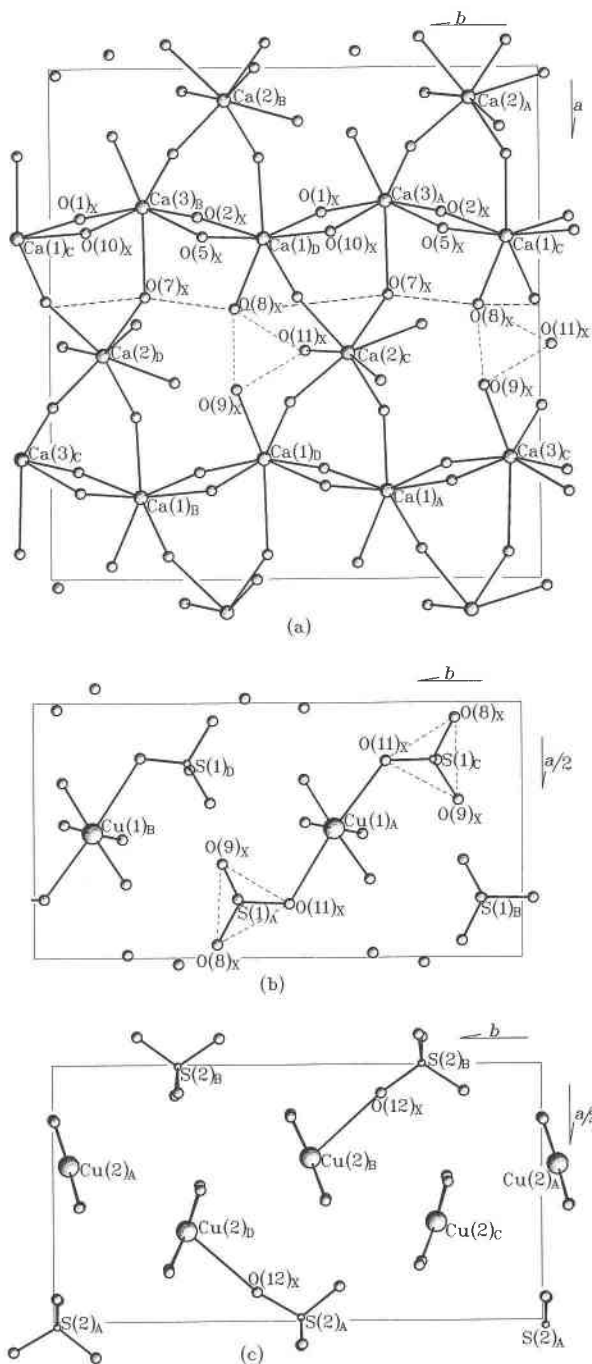 b
Ca(2)B
Ca(2)A
a
O(1)X
Ca(3)B
O(2)X
O(1)X
Ca(3)A
O(2)X
Ca(1)C
O(10)X
O(5)X
Ca(1)D
O(10)X
O(5)X
Ca(1)C
O(7)X
O(8)X
O(7)X
O(8)X
O(11)X
O(11)X
Ca(2)D
Ca(2)C
O(9)X
O(9)X
Ca(3)C
Ca(1)D
Ca(3)C
Ca(1)B
Ca(1)A
(a)
b
O(8)X
O(11)X
S(1)D
S(1)C
a/2
Cu(1)B
Cu(1)A
O(9)X
O(9)X
S(1)A
O(11)X
S(1)B
O(8)X
(b)
b
S(2)B
S(2)B
O(12)X
Cu(2)B
Cu(2)A
Cu(2)A
Cu(2)D
Cu(2)C
O(12)X
S(2)A
S(2)A
S(2)A
(c)